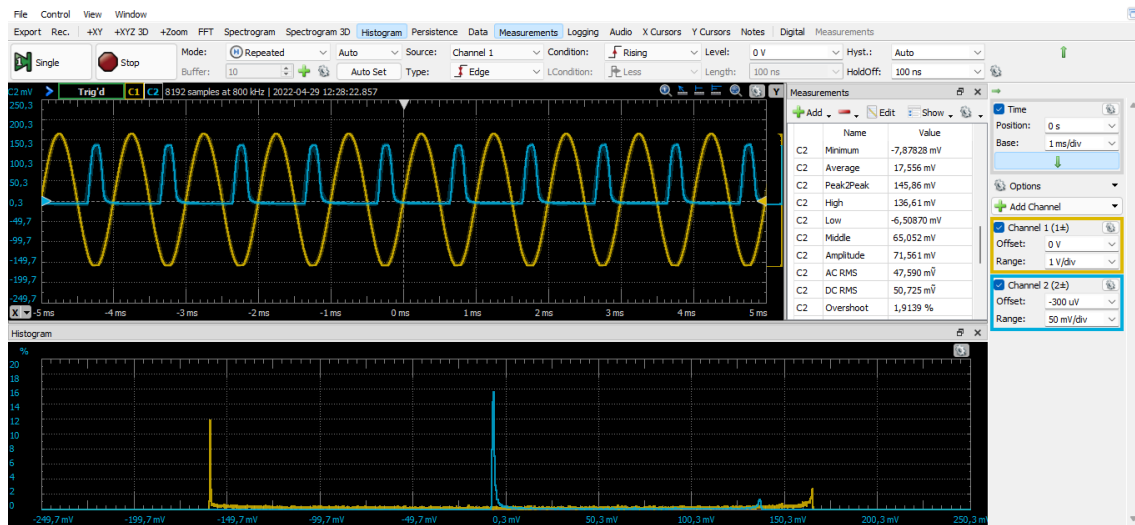 File Control View Window
Export Rec. +XY +XYZ 3D +Zoom FFT Spectrogram Spectrogram 3D Histogram Persistence Data Measurements Logging Audio X Cursors Y Cursors Notes Digital Measurements
Single Stop Mode: Repeated Auto Source: Channel 1 Condition: Rising Level: 0 V Hyst.: Auto
Buffer: 10 Auto Set Type: Edge LCondition: Less Length: 100 ns HoldOff: 100 ns
C2 mV Trig'd C1 C2 8192 samples at 800 kHz | 2022-04-29 12:28:22.857 Y
250,3
200,3
150,3
100,3
50,3
0,3
-49,7
-99,7
-149,7
-199,7
-249,7
X -5 ms -4 ms -3 ms -2 ms -1 ms 0 ms 1 ms 2 ms 3 ms 4 ms 5 ms
Measurements
Add Edit Show
Name Value
C2 Minimum -7,87828 mV
C2 Average 17,556 mV
C2 Peak2Peak 145,86 mV
C2 High 136,61 mV
C2 Low -6,50870 mV
C2 Middle 65,052 mV
C2 Amplitude 71,561 mV
C2 AC RMS 47,590 mṼ
C2 DC RMS 50,725 mṼ
C2 Overshoot 1,9139 %
Time
Position: 0 s
Base: 1 ms/div
Options
Add Channel
Channel 1 (1±)
Offset: 0 V
Range: 1 V/div
Channel 2 (2±)
Offset: -300 uV
Range: 50 mV/div
Histogram
%
20
18
16
14
12
10
8
6
4
2
0
-249,7 mV -199,7 mV -149,7 mV -99,7 mV -49,7 mV 0,3 mV 50,3 mV 100,3 mV 150,3 mV 200,3 mV 250,3 m